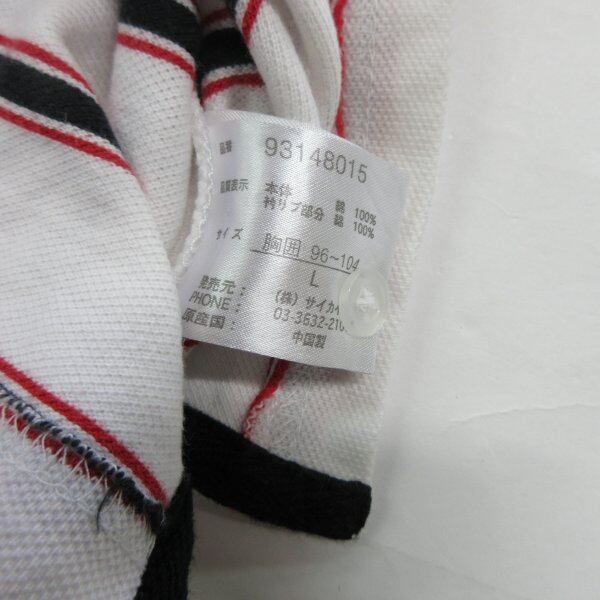 品番 93148015
品質表示 本体 綿 100%
衿リブ部分 綿 100%
サイズ 胸囲 96~104
L
発売元: (株) サイカ
PHONE: 03-3632-210
原産国: 中国製